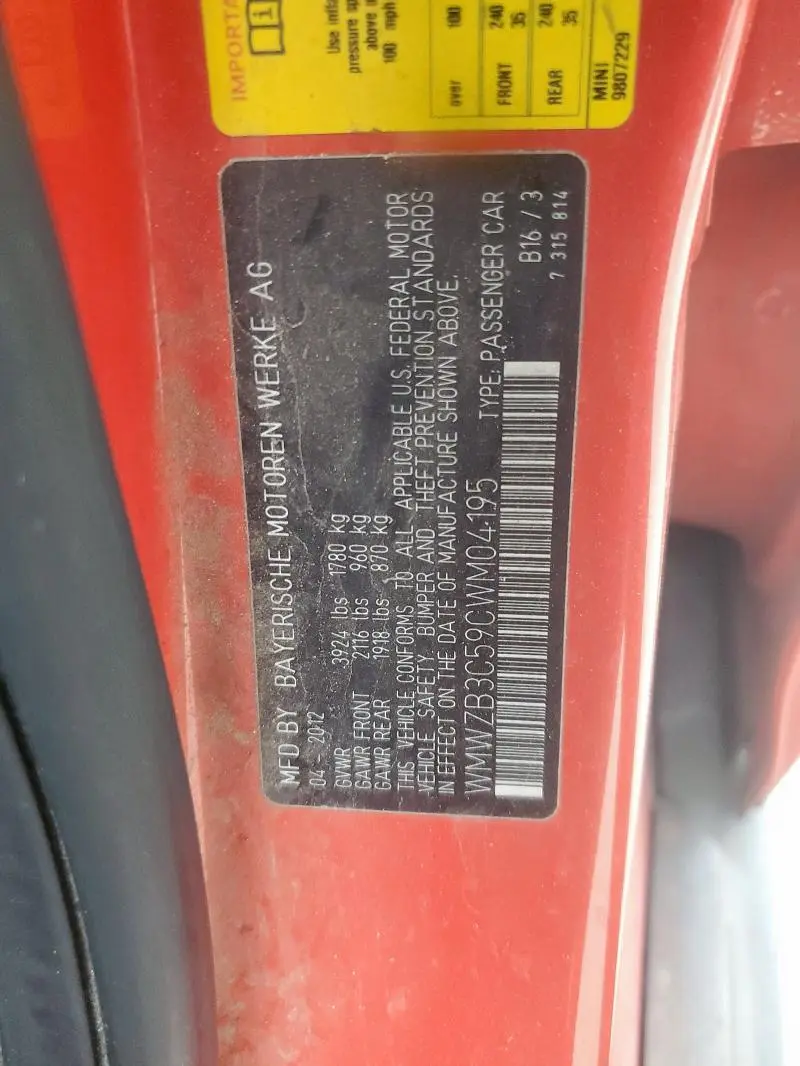 IMPORTA
i
Use infla
pressure sp
above in
100 mph
over 100
FRONT 240
35
REAR 240
35
MINI
9807229
MFD BY BAYERISCHE MOTOREN WERKE AG
04 - 2012
GVWR 3924 lbs 1780 kg
GAWR FRONT 2116 lbs 960 kg
GAWR REAR 1918 lbs 870 kg
THIS VEHICLE CONFORMS TO ALL APPLICABLE U.S. FEDERAL MOTOR
VEHICLE SAFETY, BUMPER AND THEFT PREVENTION STANDARDS
IN EFFECT ON THE DATE OF MANUFACTURE SHOWN ABOVE.
WMWZB3C59CWM04195 TYPE: PASSENGER CAR
B16 / 3
7 315 814